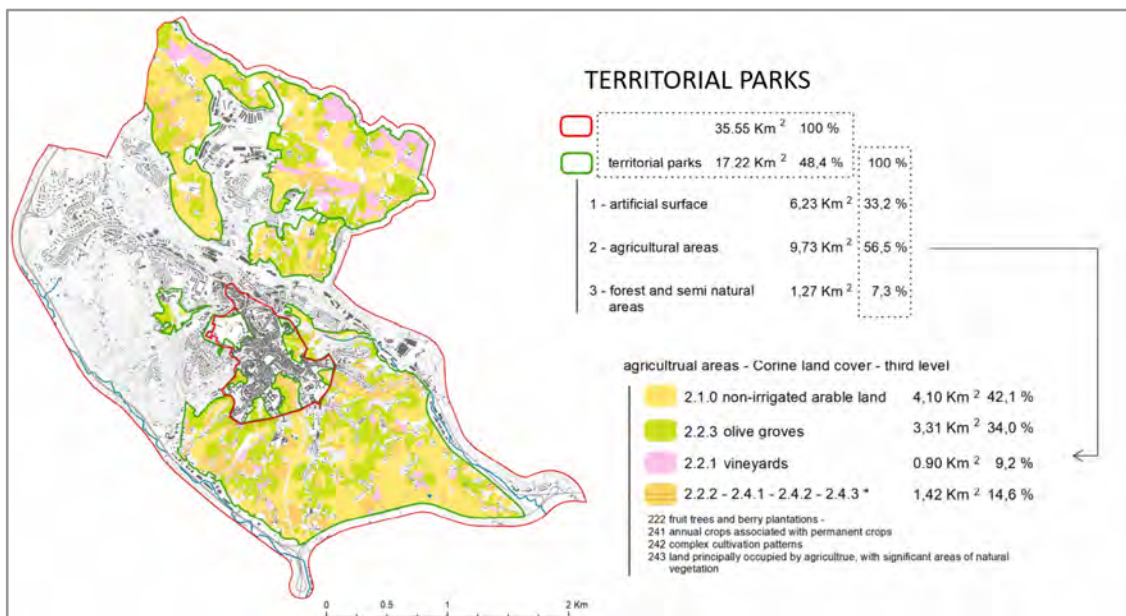 TERRITORIAL PARKS
35.55 Km 2 100 %
territorial parks 17.22 Km 2 48,4 % 100 %
1 - artificial surface 6,23 Km 2 33,2 %
2 - agricultural areas 9,73 Km 2 56,5 %
3 - forest and semi natural 1,27 Km 2 7,3 %
areas
agricultrual areas - Corine land cover - third level
2.1.0 non-irrigated arable land 4,10 Km 2 42,1 %
2.2.3 olive groves 3,31 Km 2 34,0 %
2.2.1 vineyards 0.90 Km 2 9,2 %
2.2.2 - 2.4.1 - 2.4.2 - 2.4.3 * 1,42 Km 2 14,6 %
222 fruit trees and berry plantations -
241 annual crops associated with permanent crops
242 complex cultivation patterns
243 land principally occupied by agricultrue, with significant areas of natural
vegetation
0 0.5 1 2 Km